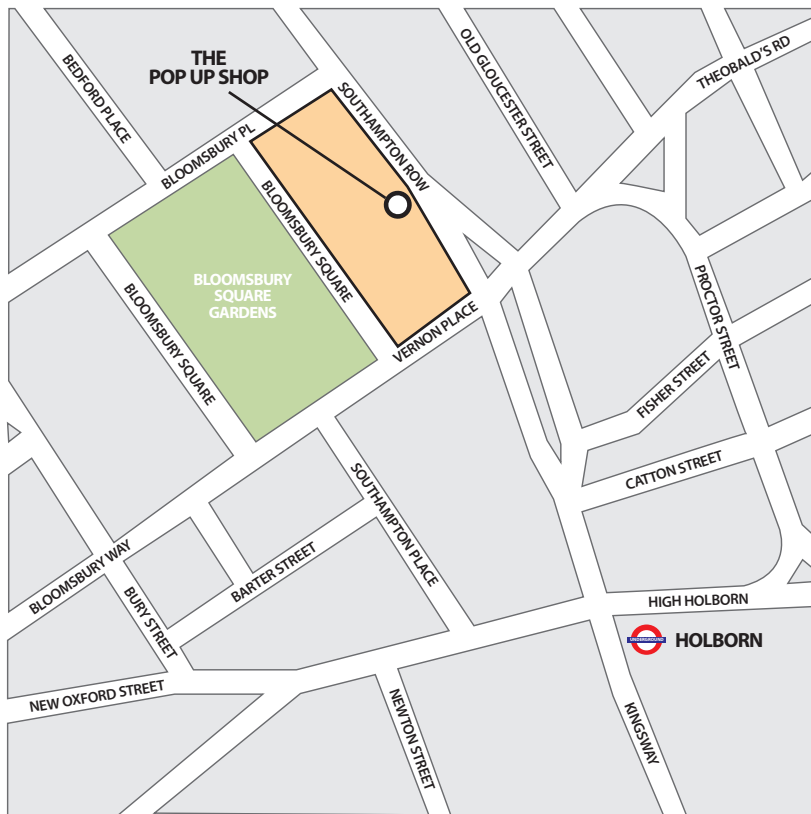 BEDFORD PLACE
THE
POP UP SHOP
OLD GLOUCESTER STREET
THEOBALD'S RD
SOUTHAMPTON ROW
BLOOMSBURY PL
BLOOMSBURY SQUARE
BLOOMSBURY
SQUARE
GARDENS
BLOOMSBURY SQUARE
VERNON PLACE
PROCTOR STREET
FISHER STREET
CATTON STREET
SOUTHAMPTON PLACE
BLOOMSBURY WAY
BARTER STREET
BURY STREET
HIGH HOLBORN
UNDERGROUND
HOLBORN
NEW OXFORD STREET
NEWTON STREET
KINGSWAY